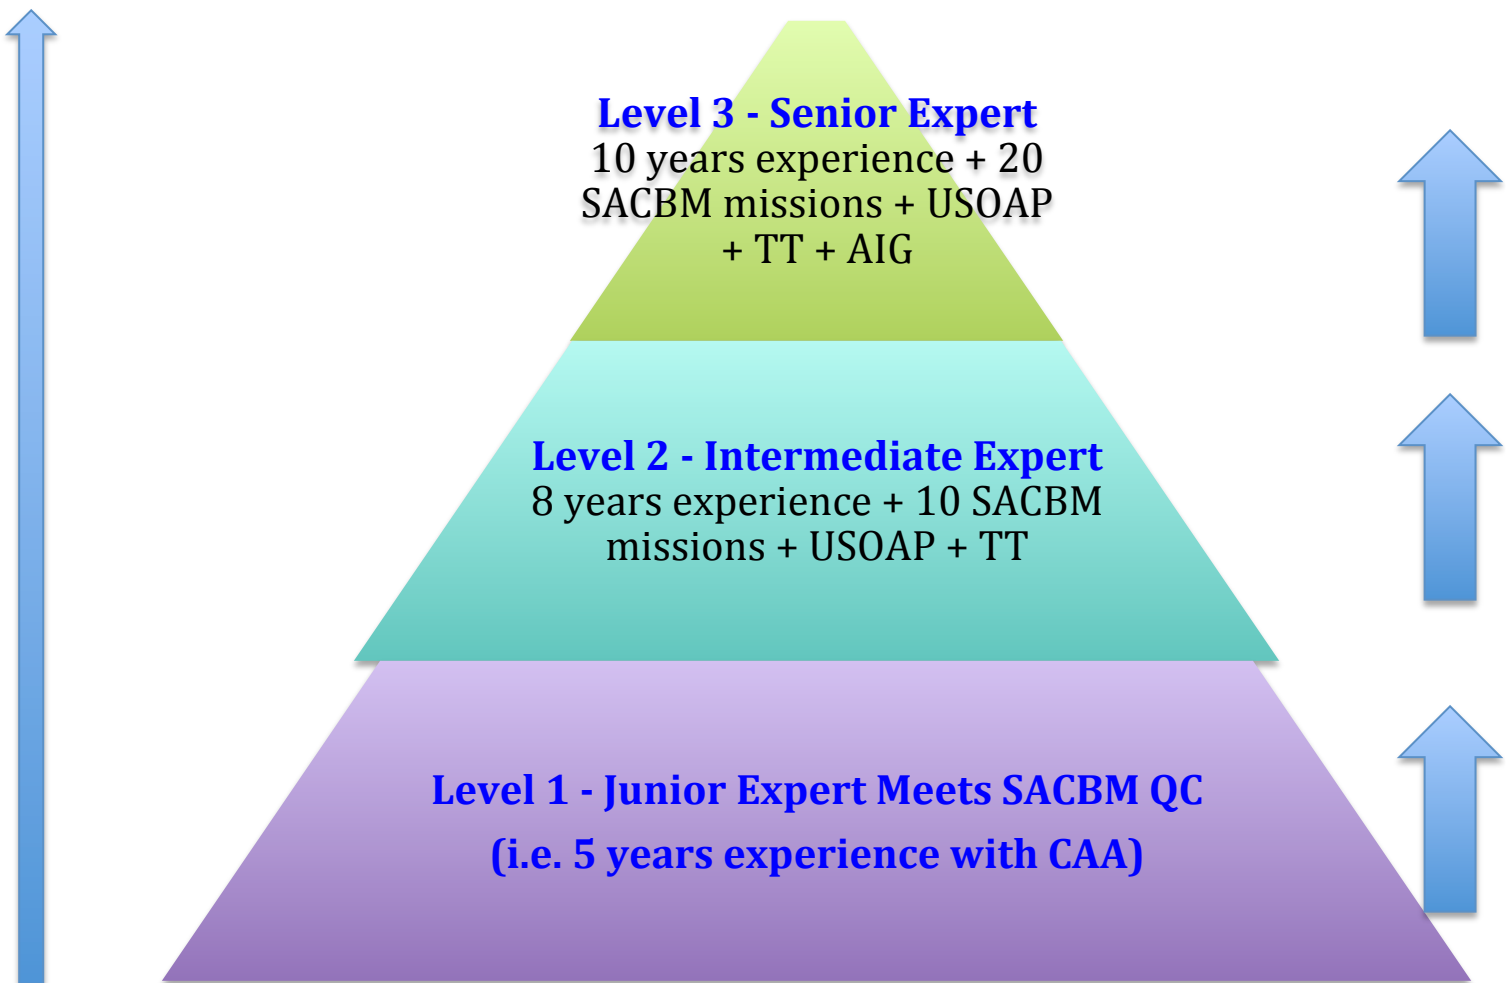 Level 3 - Senior Expert
10 years experience + 20
SACBM missions + USOAP
+ TT + AIG
Level 2 - Intermediate Expert
8 years experience + 10 SACBM
missions + USOAP + TT
Level 1 - Junior Expert Meets SACBM QC
(i.e. 5 years experience with CAA)